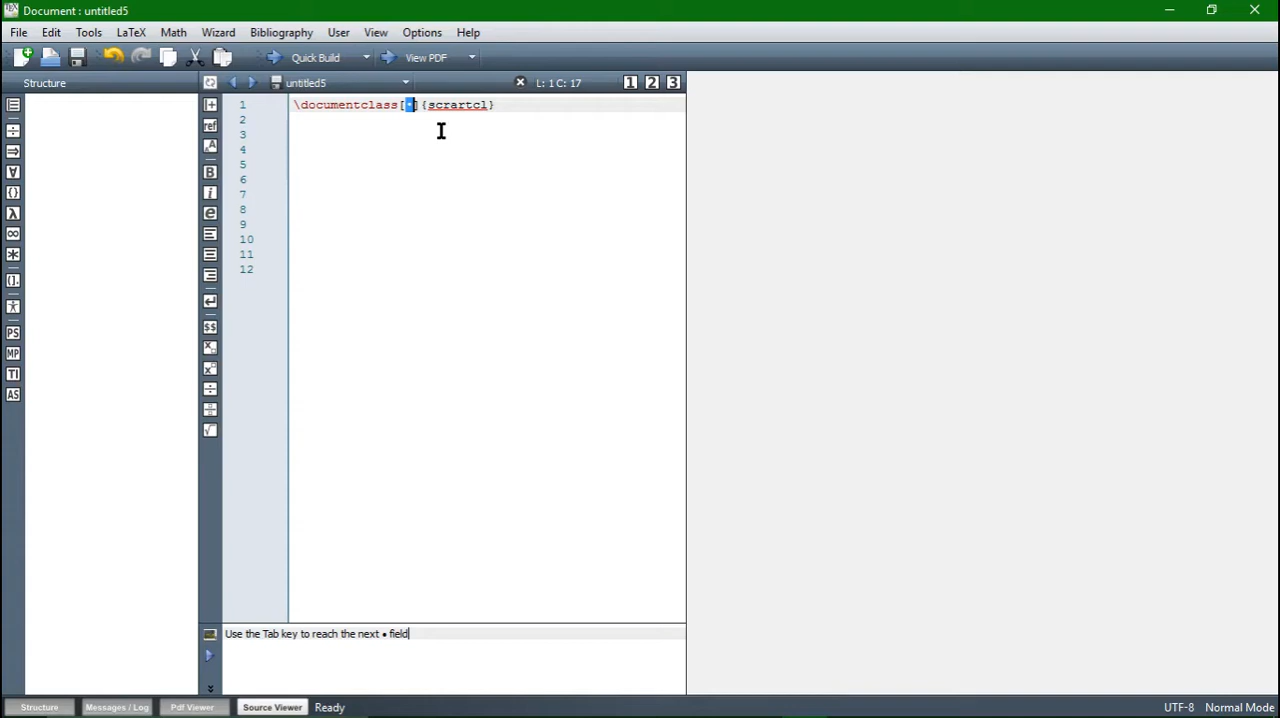 Document : untitled5
File Edit Tools LaTeX Math Wizard Bibliography User View Options Help
Quick Build View PDF
Structure untitled5 L: 1 C: 17 1 2 3
1 \documentclass[•]{scrartcl}
2
3
4
5
6
7
8
9
10
11
12
ref
A
B
i
e
$$
PS
MP
TI
AS
Use the Tab key to reach the next • field
Structure Messages / Log Pdf Viewer Source Viewer Ready UTF-8 Normal Mode